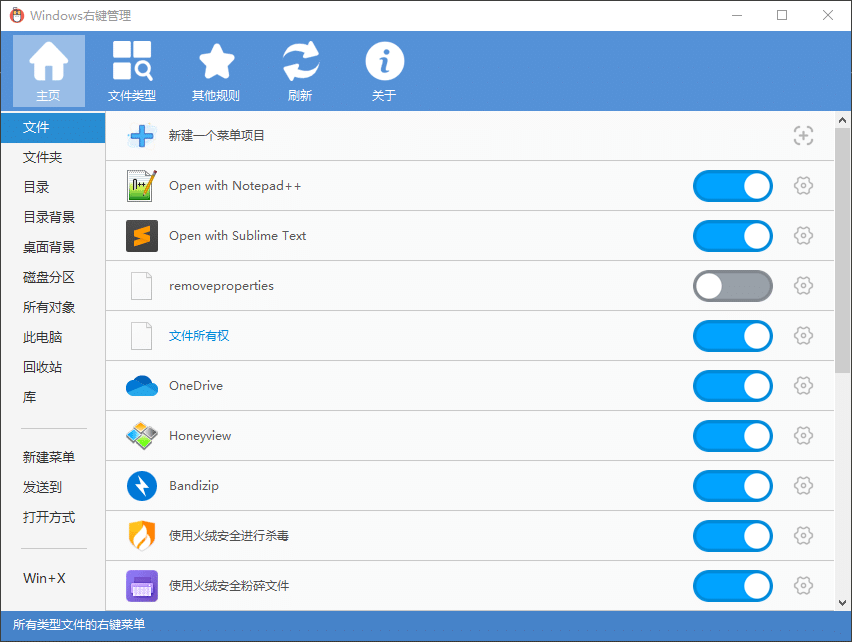 Windows右键管理
主页
文件类型
其他规则
刷新
关于
文件
文件夹
目录
目录背景
桌面背景
磁盘分区
所有对象
此电脑
回收站
库
新建菜单
发送到
打开方式
Win+X
新建一个菜单项目
Open with Notepad++
Open with Sublime Text
removeproperties
文件所有权
OneDrive
Honeyview
Bandizip
使用火绒安全进行杀毒
使用火绒安全粉碎文件
所有类型文件的右键菜单